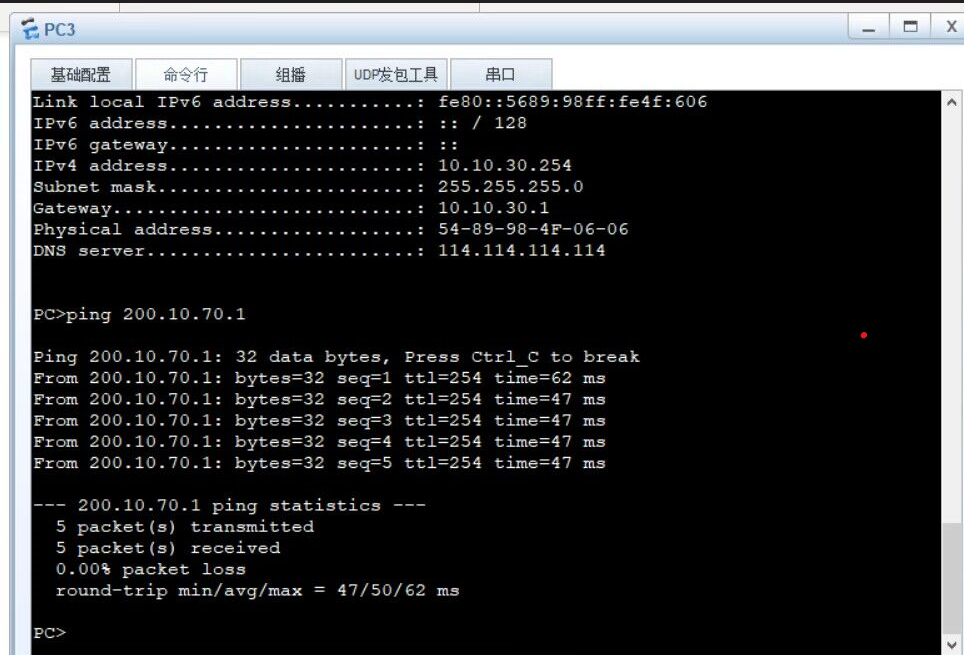 PC3
X
基础配置 命令行 组播 UDP发包工具 串口
Link local IPv6 address...........: fe80::5689:98ff:fe4f:606
IPv6 address......................: :: / 128
IPv6 gateway......................: ::
IPv4 address......................: 10.10.30.254
Subnet mask.......................: 255.255.255.0
Gateway...........................: 10.10.30.1
Physical address..................: 54-89-98-4F-06-06
DNS server........................: 114.114.114.114
PC>ping 200.10.70.1
Ping 200.10.70.1: 32 data bytes, Press Ctrl_C to break
From 200.10.70.1: bytes=32 seq=1 ttl=254 time=62 ms
From 200.10.70.1: bytes=32 seq=2 ttl=254 time=47 ms
From 200.10.70.1: bytes=32 seq=3 ttl=254 time=47 ms
From 200.10.70.1: bytes=32 seq=4 ttl=254 time=47 ms
From 200.10.70.1: bytes=32 seq=5 ttl=254 time=47 ms
--- 200.10.70.1 ping statistics ---
5 packet(s) transmitted
5 packet(s) received
0.00% packet loss
round-trip min/avg/max = 47/50/62 ms
PC>